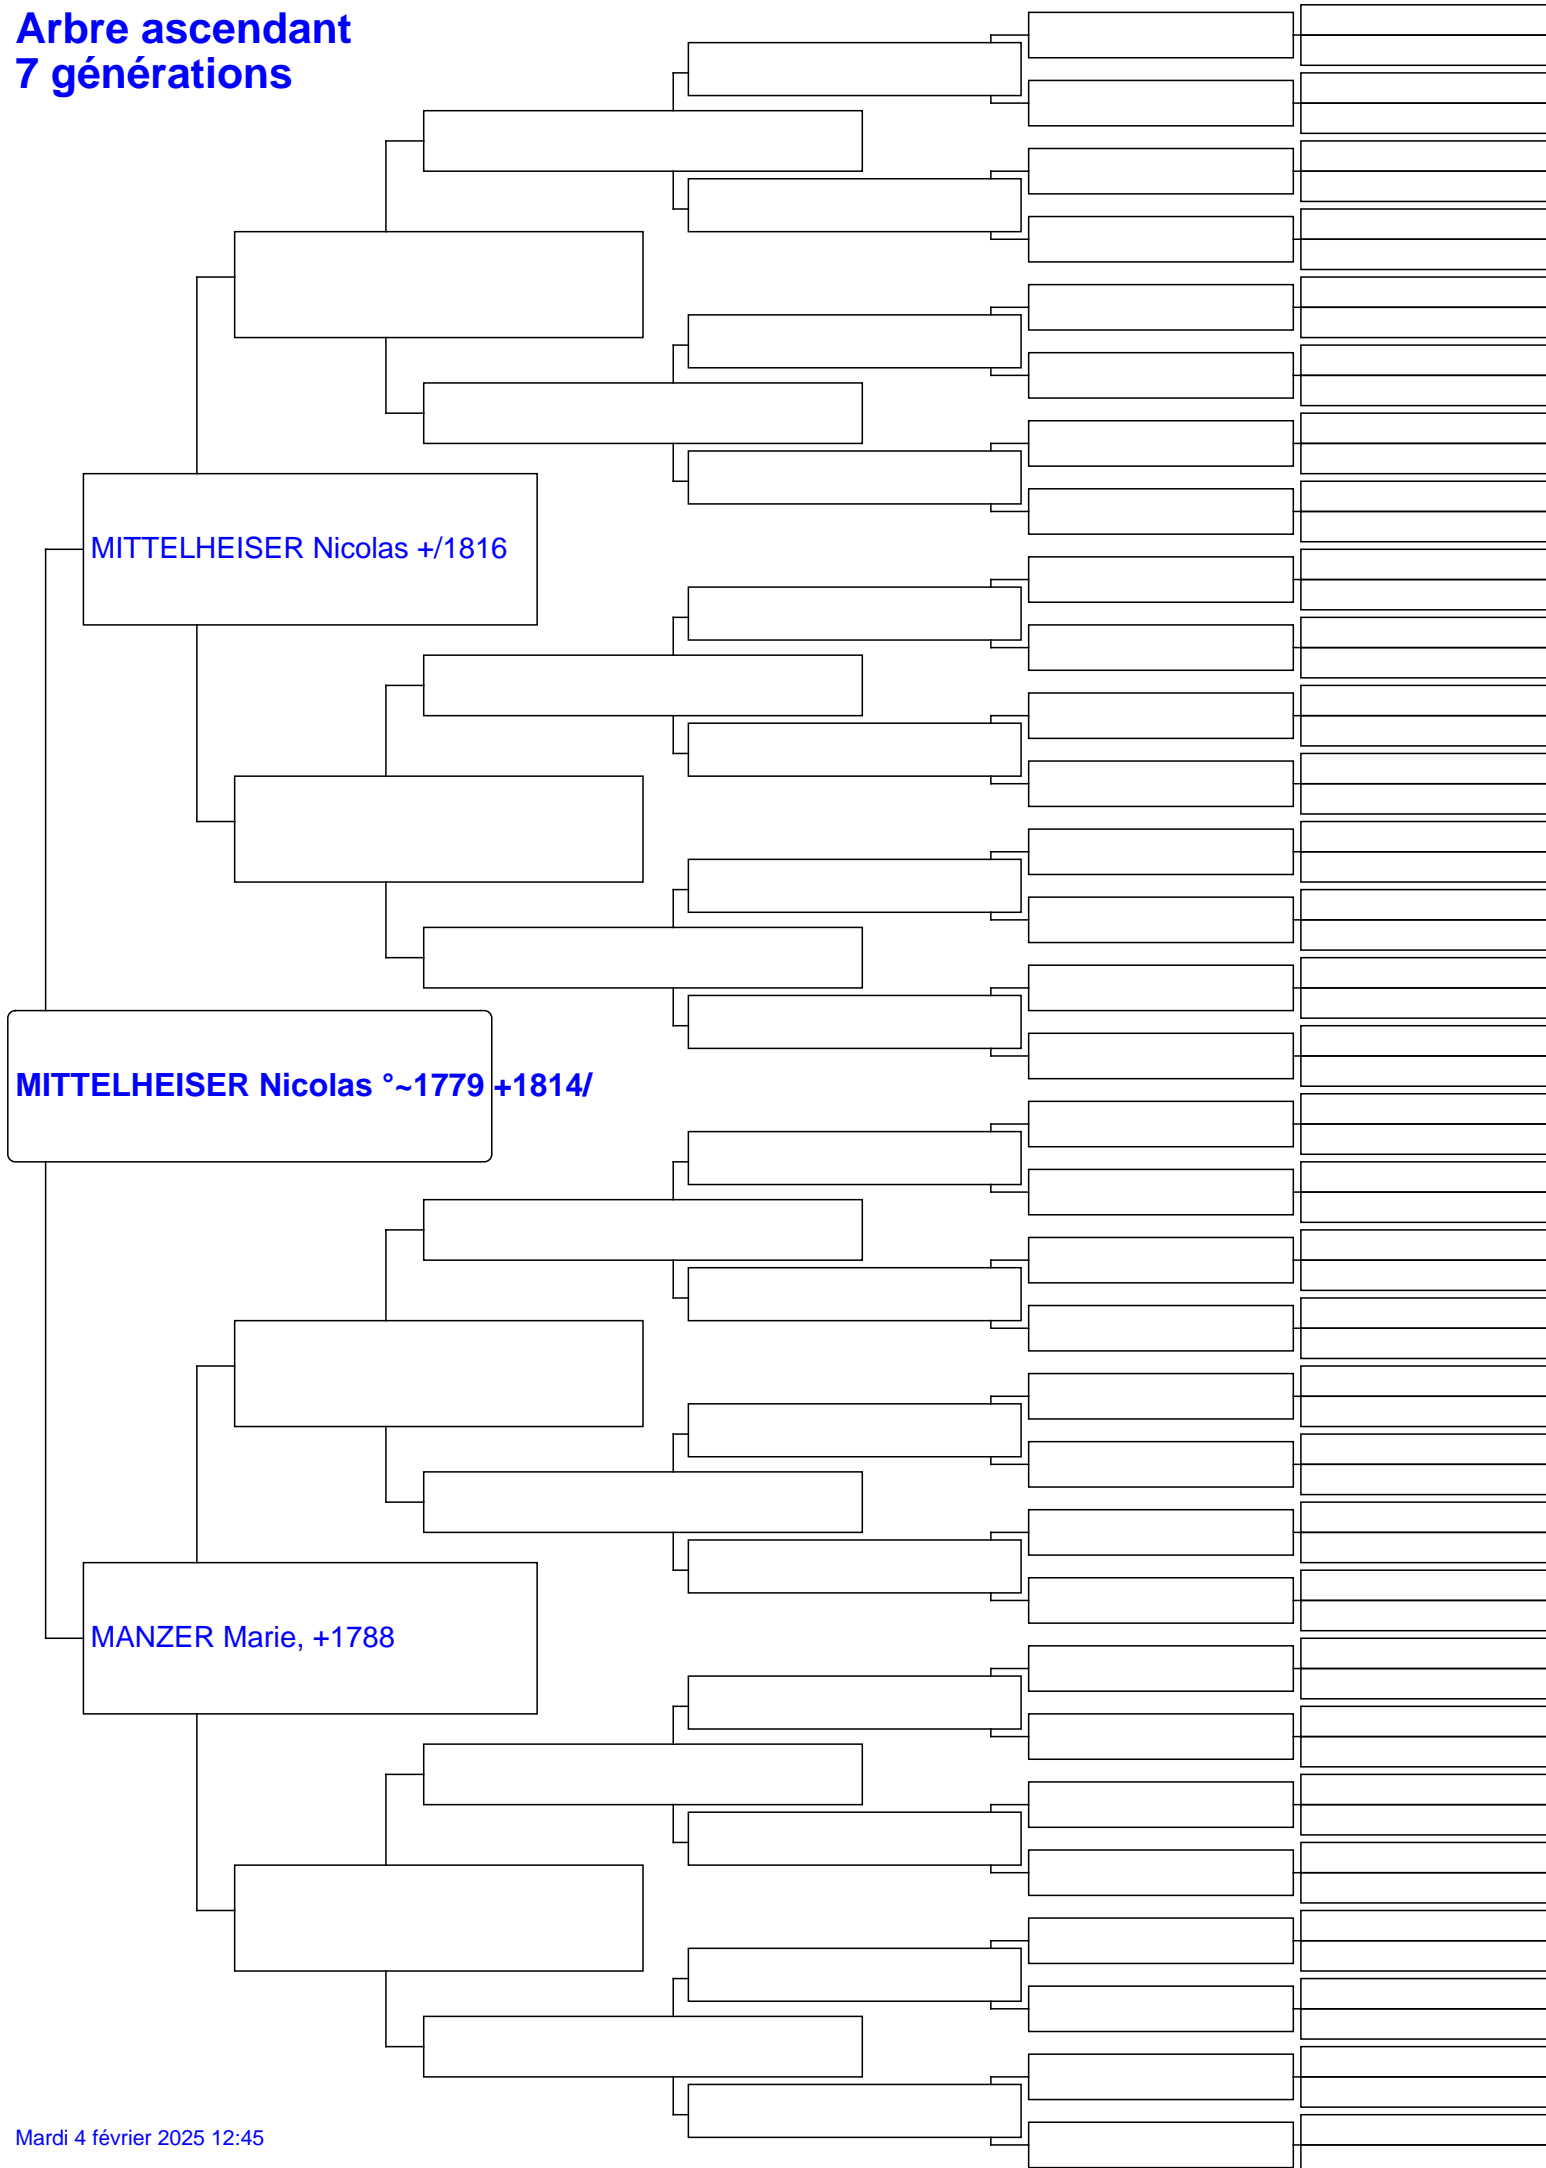 Arbre ascendant
7 générations
MITTELHEISER Nicolas +/1816
MITTELHEISER Nicolas °~1779 +1814/
MANZER Marie, +1788
Mardi 4 février 2025 12:45